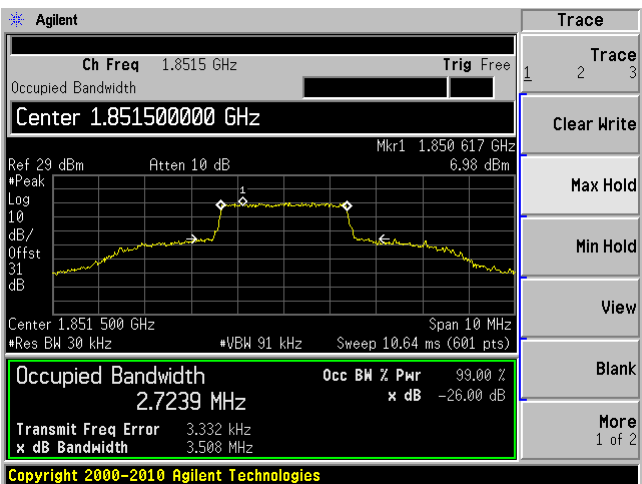 Agilent
Trace
Ch Freq 1.8515 GHz
Trig Free
Occupied Bandwidth
Center 1.851500000 GHz
Mkr1 1.850 617 GHz
Ref 29 dBm Atten 10 dB 6.98 dBm
#Peak
Log
10
dB/
Offst
31
dB
1
Center 1.851 500 GHz Span 10 MHz
#Res BW 30 kHz #VBW 91 kHz Sweep 10.64 ms (601 pts)
Occupied Bandwidth
2.7239 MHz
Occ BW % Pwr 99.00 %
x dB -26.00 dB
Transmit Freq Error 3.332 kHz
x dB Bandwidth 3.508 MHz
Copyright 2000-2010 Agilent Technologies
Trace
1 2 3
Clear Write
Max Hold
Min Hold
View
Blank
More
1 of 2